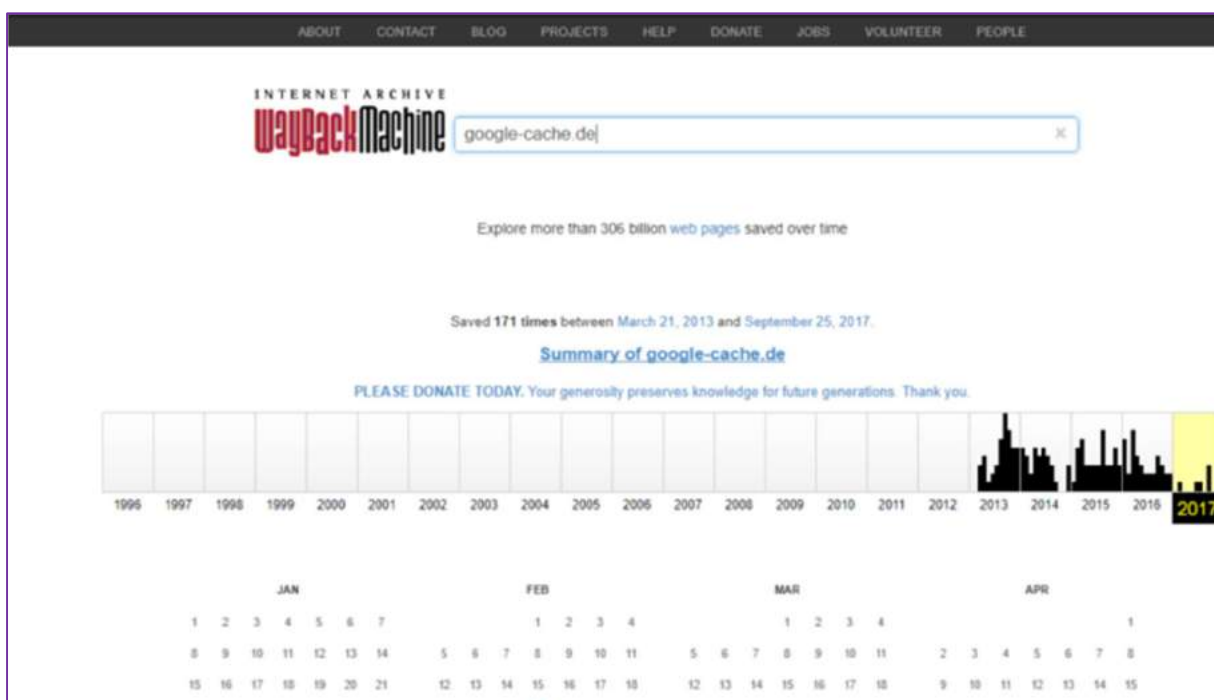 ABOUT CONTACT BLOG PROJECTS HELP DONATE JOBS VOLUNTEER PEOPLE
INTERNET ARCHIVE
WayBackMachine
google-cache.de
Explore more than 306 billion web pages saved over time
Saved 171 times between March 21, 2013 and September 25, 2017.
Summary of google-cache.de
PLEASE DONATE TODAY. Your generosity preserves knowledge for future generations. Thank you.
1996 1997 1998 1999 2000 2001 2002 2003 2004 2005 2006 2007 2008 2009 2010 2011 2012 2013 2014 2015 2016 2017
JAN FEB MAR APR
1 2 3 4 5 6 7 1 2 3 4 1 2 3 4 1
8 9 10 11 12 13 14 5 6 7 8 9 10 11 5 6 7 8 9 10 11 2 3 4 5 6 7 8
15 16 17 18 19 20 21 12 13 14 15 16 17 18 12 13 14 15 16 17 18 9 10 11 12 13 14 15